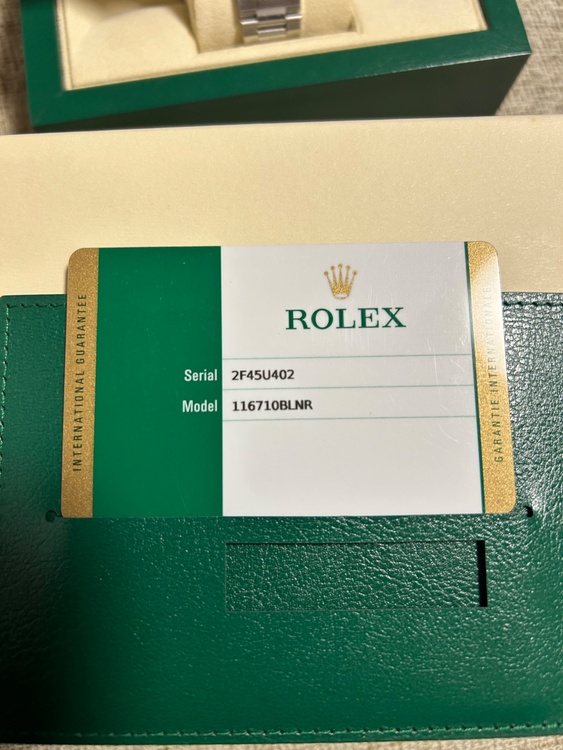 ROLEX
Serial 2F45U402
Model 116710BLNR
INTERNATIONAL GUARANTEE
GARANTIE INTERNATIONALE